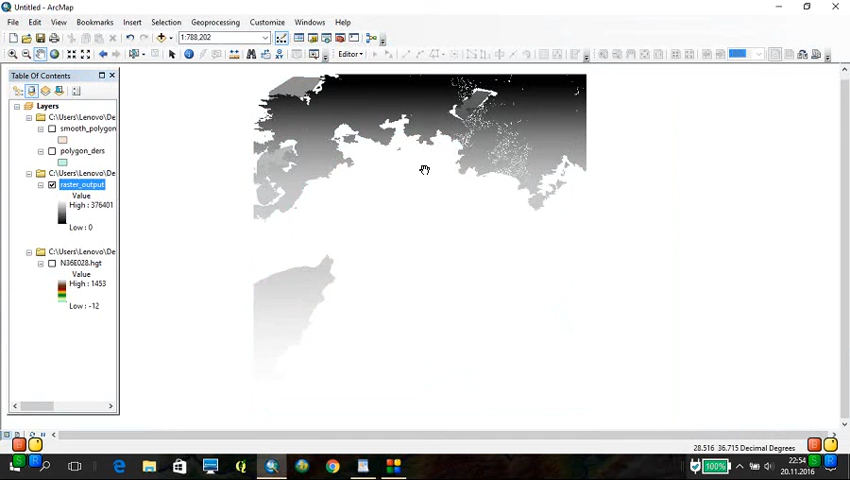 Untitled - ArcMap
File Edit View Bookmarks Insert Selection Geoprocessing Customize Windows Help
1:788,202
Editor
Table Of Contents
Layers
C:\Users\Lenovo\De
smooth_polygon
polygon_ders
C:\Users\Lenovo\De
raster_output
Value
High : 376401
Low : 0
C:\Users\Lenovo\De
N36E028.hgt
Value
High : 1453
Low : -12
28.516 36.715 Decimal Degrees
S
R
S
R
100%
22:54
20.11.2016